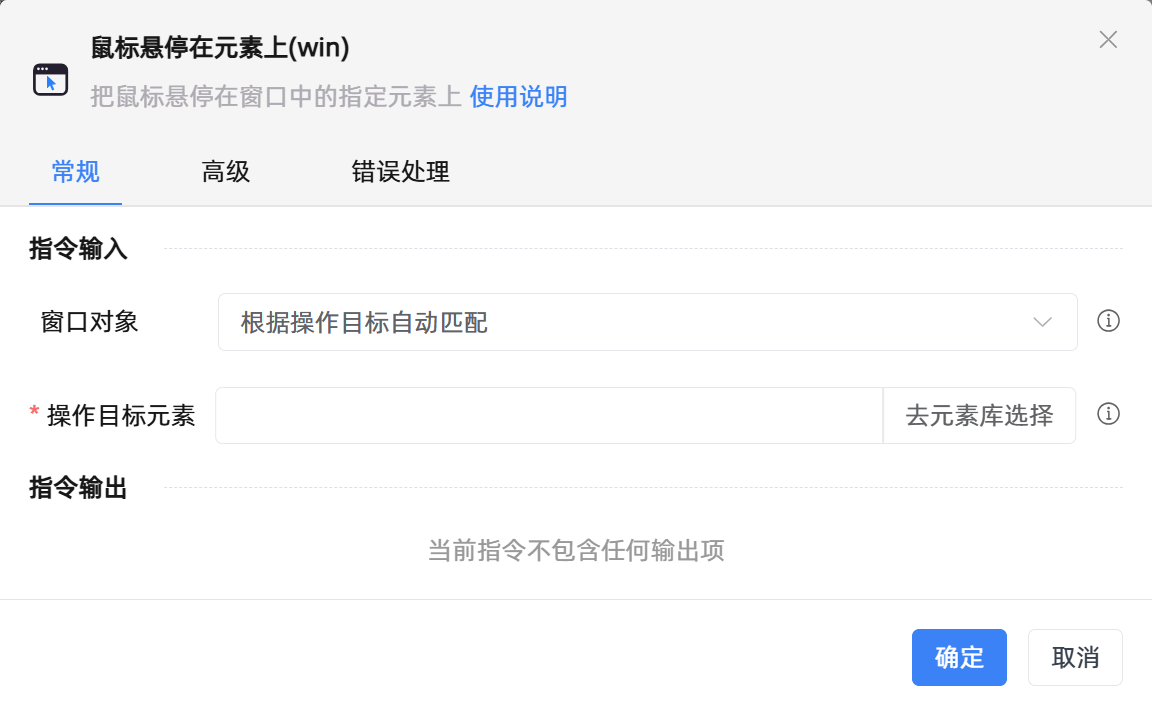 鼠标悬停在元素上(win)
把鼠标悬停在窗口中的指定元素上 使用说明
常规 高级 错误处理
指令输入
窗口对象 根据操作目标自动匹配
* 操作目标元素 去元素库选择
指令输出
当前指令不包含任何输出项
确定 取消